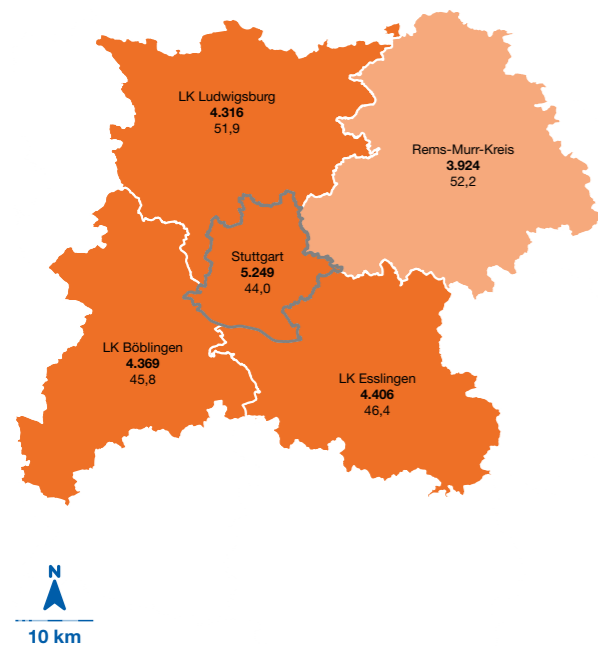 LK Ludwigsburg
4.316
51,9
Rems-Murr-Kreis
3.924
52,2
Stuttgart
5.249
44,0
LK Böblingen
4.369
45,8
LK Esslingen
4.406
46,4
N
10 km